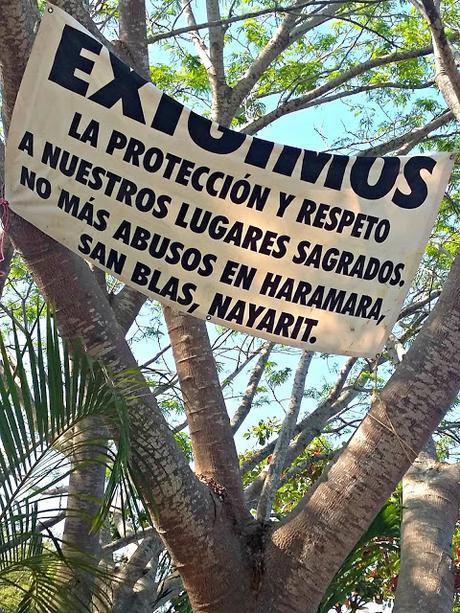 EXIGIMOS
LA PROTECCIÓN Y RESPETO
A NUESTROS LUGARES SAGRADOS.
NO MÁS ABUSOS EN HARAMARA,
SAN BLAS, NAYARIT.